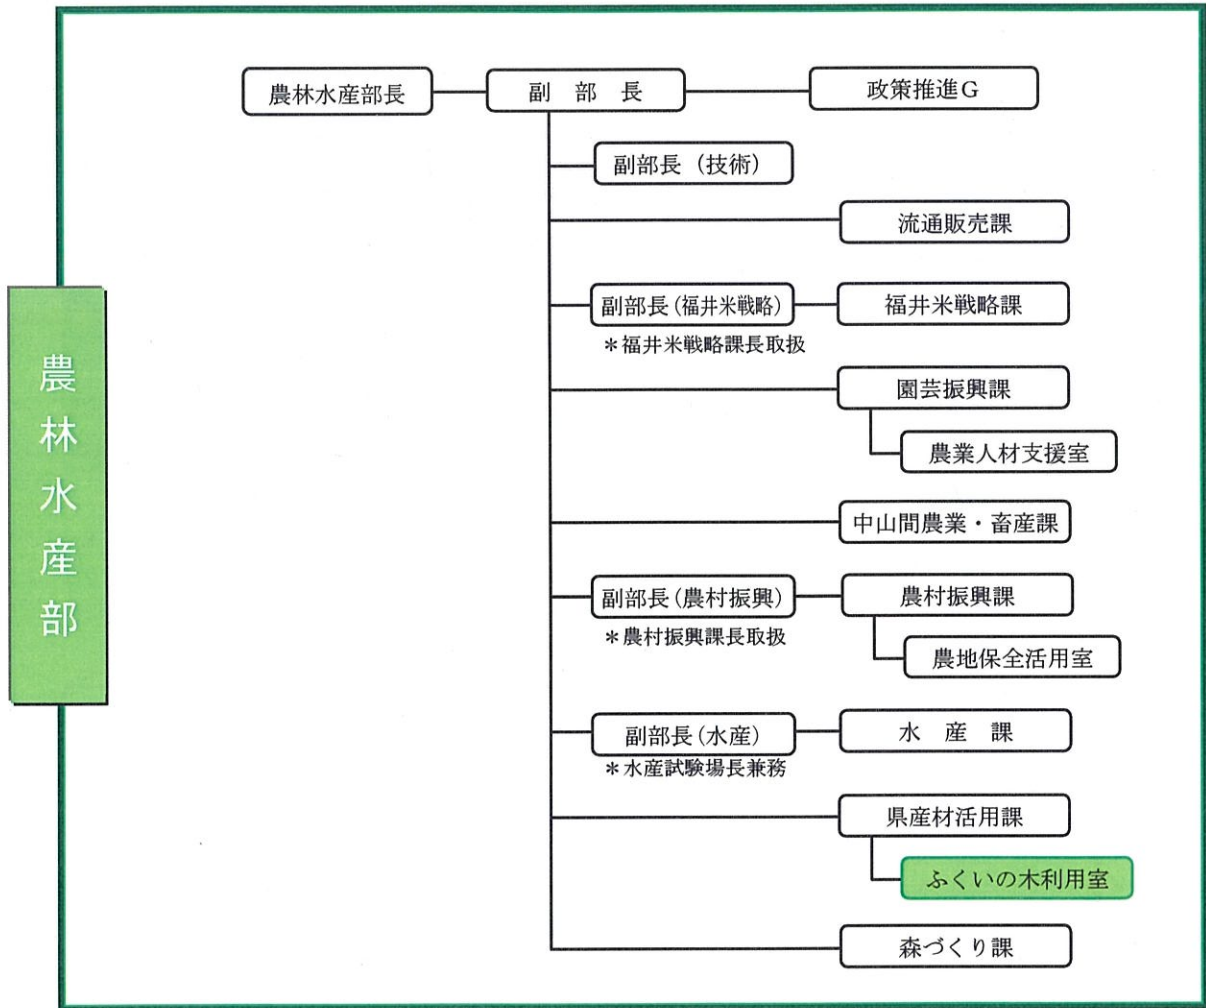 農林水産部
農林水産部長
副 部 長
政策推進G
副部長（技術）
流通販売課
副部長（福井米戦略）
福井米戦略課
＊福井米戦略課長取扱
園芸振興課
農業人材支援室
中山間農業・畜産課
副部長（農村振興）
農村振興課
＊農村振興課長取扱
農地保全活用室
副部長（水産）
水 産 課
＊水産試験場長兼務
県産材活用課
ふくいの木利用室
森づくり課